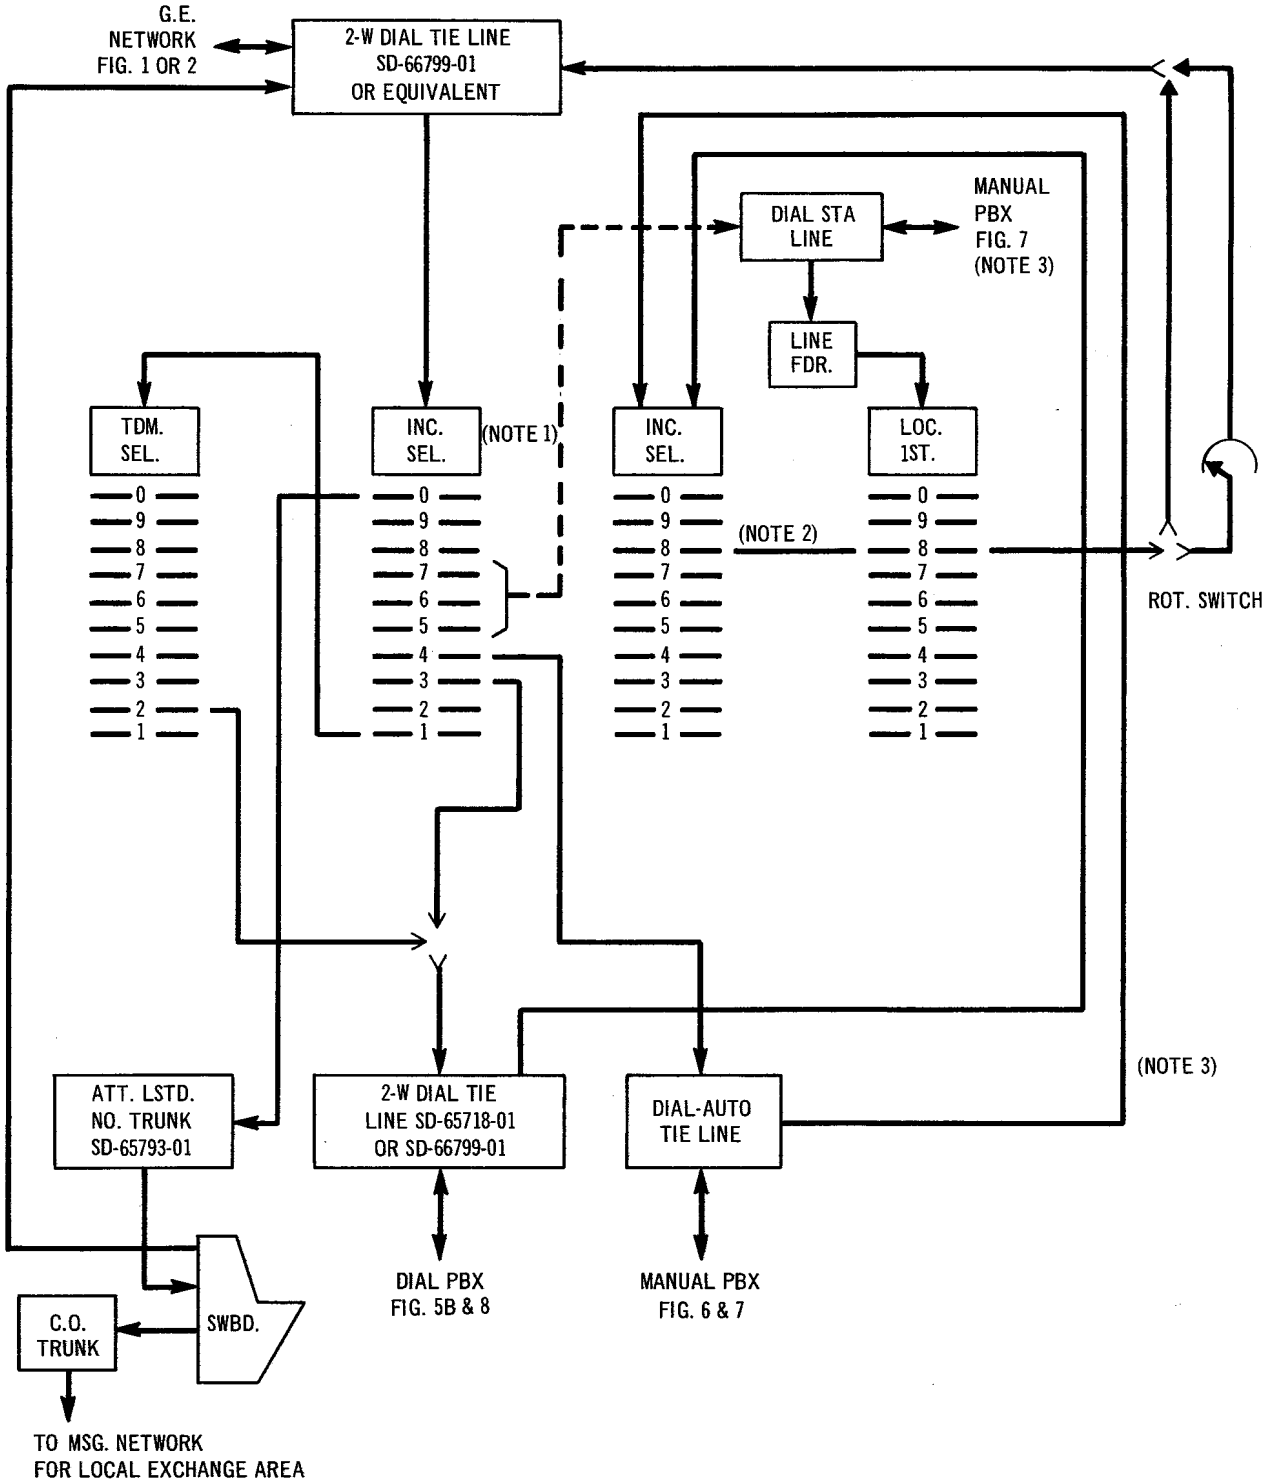 G.E.
NETWORK
FIG. 1 OR 2
2-W DIAL TIE LINE
SD-66799-01
OR EQUIVALENT
MANUAL
PBX
FIG. 7
(NOTE 3)
DIAL STA
LINE
LINE
FDR.
TDM.
SEL.
INC.
SEL.
(NOTE 1)
INC.
SEL.
LOC.
1ST.
0 0 0 0
9 9 9 9
8 8 (NOTE 2) 8 8
7 7 7 7
6 6 6 6
5 5 5 5
4 4 4 4
3 3 3 3
2 2 2 2
1 1 1 1
ROT. SWITCH
(NOTE 3)
ATT. LSTD.
NO. TRUNK
SD-65793-01
2-W DIAL TIE
LINE SD-65718-01
OR SD-66799-01
DIAL-AUTO
TIE LINE
DIAL PBX
FIG. 5B & 8
MANUAL PBX
FIG. 6 & 7
SWBD.
C.O.
TRUNK
TO MSG. NETWORK
FOR LOCAL EXCHANGE AREA